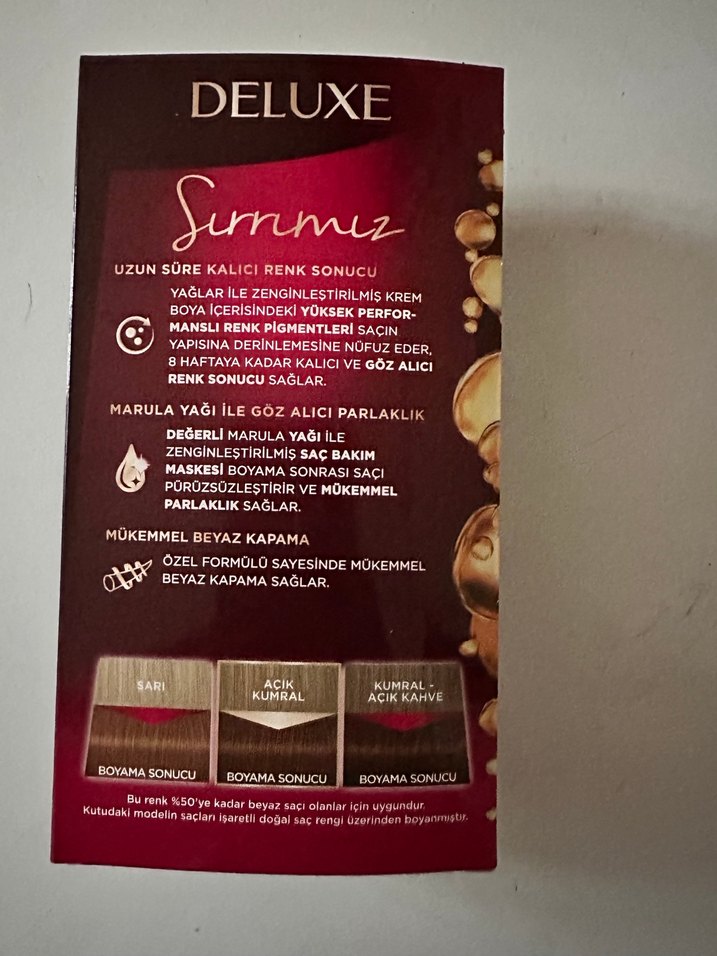 DELUXE
Sırrımız
UZUN SÜRE KALICI RENK SONUCU
YAĞLAR İLE ZENGİNLEŞTİRİLMİŞ KREM
BOYA İÇERİSİNDEKİ YÜKSEK PERFOR-
MANSLI RENK PİGMENTLERİ SAÇIN
YAPISINA DERİNLEMESİNE NÜFUZ EDER,
8 HAFTAYA KADAR KALICI VE GÖZ ALICI
RENK SONUCU SAĞLAR.
MARULA YAĞI İLE GÖZ ALICI PARLAKLIK
DEĞERLİ MARULA YAĞI İLE
ZENGİNLEŞTİRİLMİŞ SAÇ BAKIM
MASKESİ BOYAMA SONRASI SAÇI
PÜRÜZSÜZLEŞTİRİR VE MÜKEMMEL
PARLAKLIK SAĞLAR.
MÜKEMMEL BEYAZ KAPAMA
ÖZEL FORMÜLÜ SAYESİNDE MÜKEMMEL
BEYAZ KAPAMA SAĞLAR.
SARI
BOYAMA SONUCU
AÇIK
KUMRAL
BOYAMA SONUCU
KUMRAL -
AÇIK KAHVE
BOYAMA SONUCU
Bu renk %50'ye kadar beyaz saçı olanlar için uygundur.
Kutudaki modelin saçları işaretli doğal saç rengi üzerinden boyanmıştır.